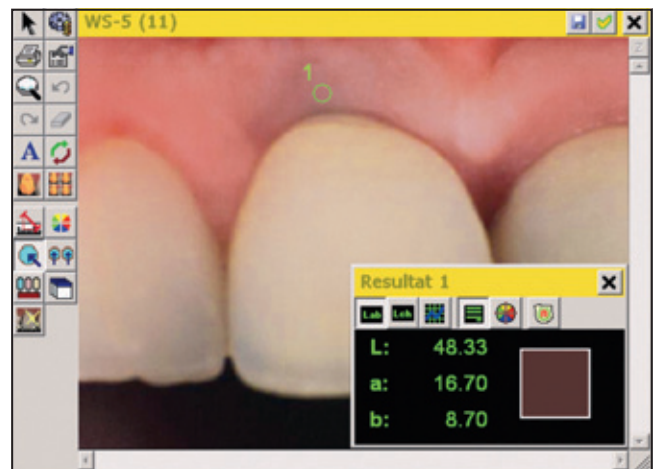 WS-5 (11)
Z
A
1
Resultat 1
Lab Lch
L: 48.33
a: 16.70
b: 8.70